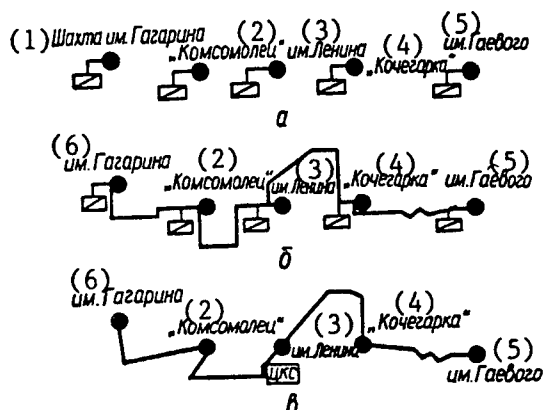 (1) Шахта им. Гагарина (2) „Комсомолец“ (3) им. Ленина (4) „Кочегарка“ (5) им. Гаевого
а
(6) им. Гагарина (2) „Комсомолец“ (3) им. Ленина (4) „Кочегарка“ (5) им. Гаевого
б
(6) им. Гагарина (2) „Комсомолец“ (3) им. Ленина (4) „Кочегарка“ (5) им. Гаевого
ЦКС
в